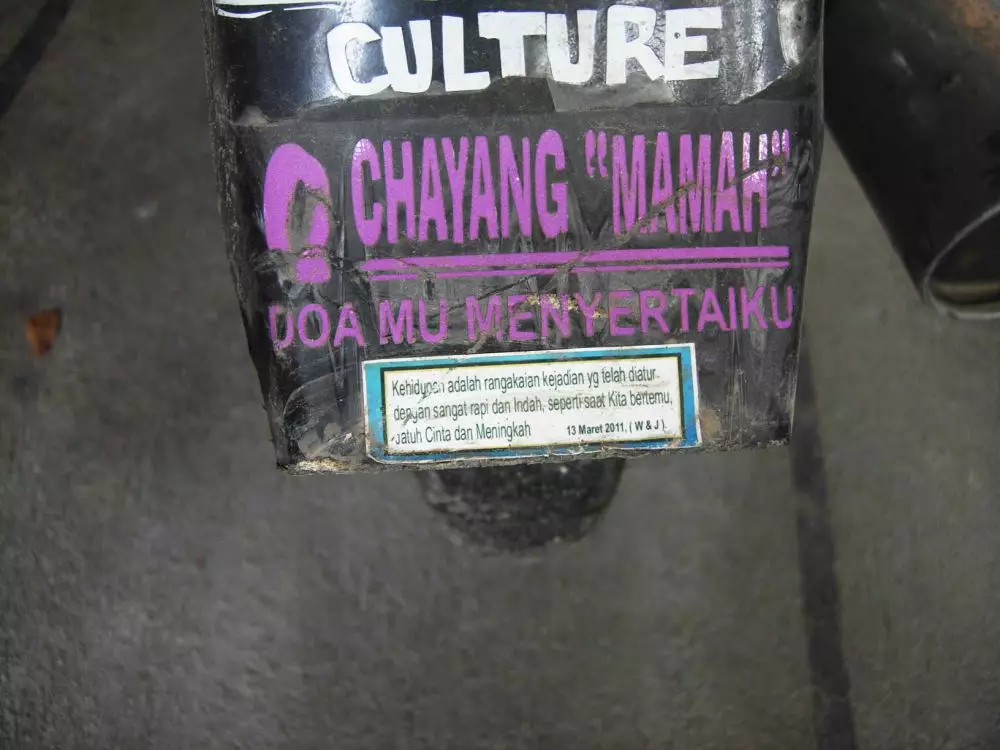 CULTURE
CHAYANG "MAMAH"
DOA MU MENYERTAIKU
Kehidupan adalah rangakaian kejadian yg telah diatur
dengan sangat rapi dan Indah, seperti saat Kita bertemu,
Jatuh Cinta dan Meningkah 13 Maret 2011, ( W & J ).